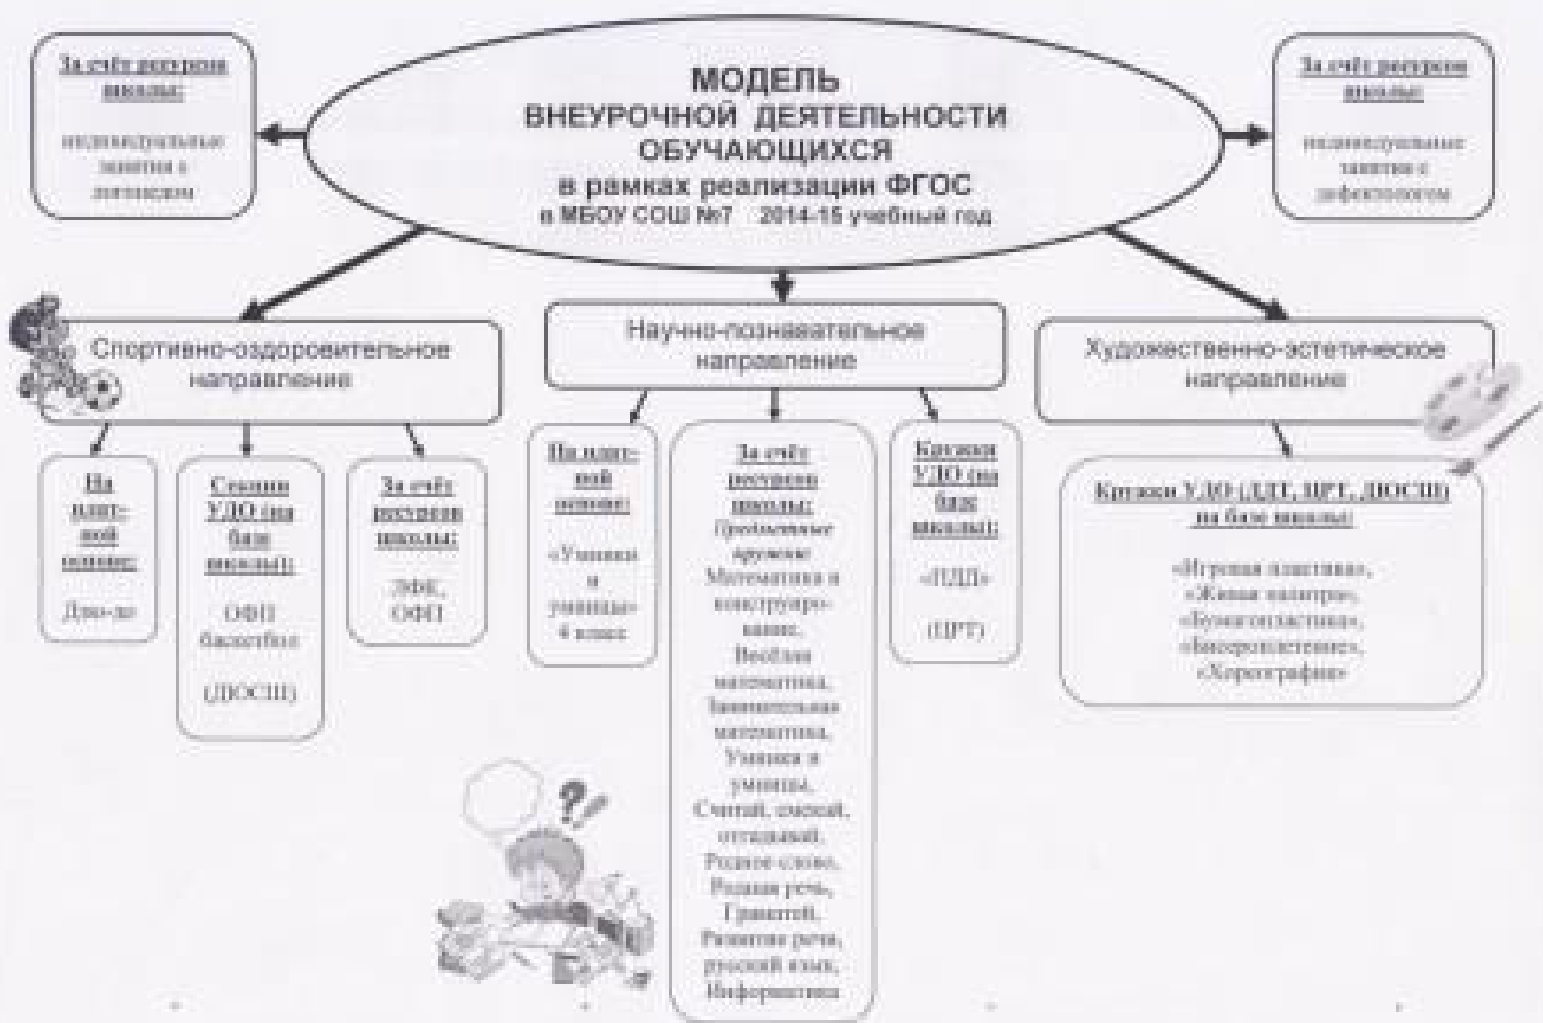 За счёт ресурсов
школы:
индивидуальные
занятия с
логопедом
МОДЕЛЬ
ВНЕУРОЧНОЙ ДЕЯТЕЛЬНОСТИ
ОБУЧАЮЩИХСЯ
в рамках реализации ФГОС
в МБОУ СОШ №7 2014-15 учебный год
За счёт ресурсов
школы:
индивидуальные
занятия с
дефектологом
Спортивно-оздоровительное
направление
Научно-познавательное
направление
Художественно-эстетическое
направление
На
плат-
ной
основе:
Дзю-до
Секции
УДО (на
базе
школы):
ОФП
баскетбол
(ДЮСШ)
За счёт
ресурсов
школы:
ЛФК,
ОФП
На плат-
ной
основе:
«Умники
и
умницы»
4 класс
За счёт
ресурсов
школы:
Предметные
кружки:
Математика и
конструиро-
вание,
Весёлая
математика,
Занимательная
математика,
Умники и
умницы,
Считай, смекай,
отгадывай,
Родное слово,
Родная речь,
Грамотей,
Развитие речи,
русский язык,
Информатика
Кружки
УДО (на
базе
школы):
«ПДД»
(ЦРТ)
Кружки УДО (ДДТ, ЦРТ, ДЮСШ)
на базе школы:
«Игровая пластика»,
«Живая палитра»,
«Бумагопластика»,
«Бисероплетение»,
«Хореография»